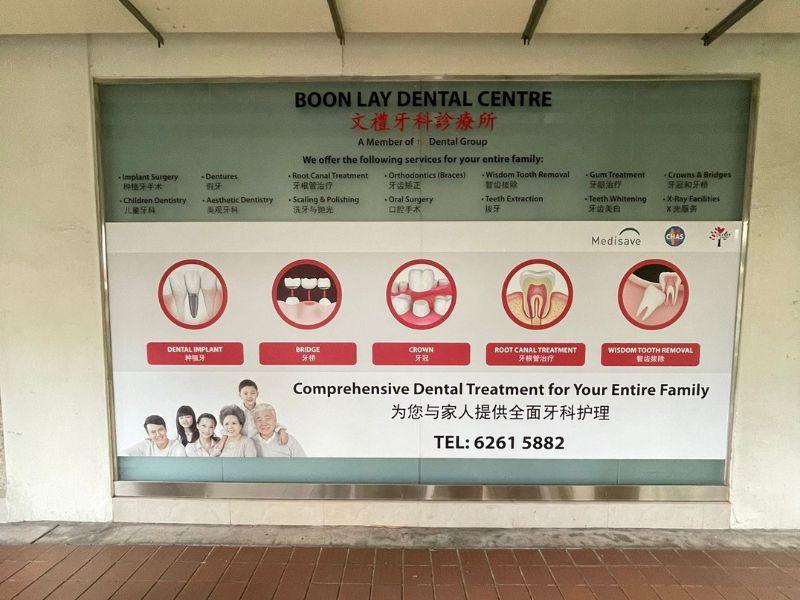 BOON LAY DENTAL CENTRE
文禮牙科診療所
A Member of Dental Group
We offer the following services for your entire family:
• Implant Surgery
种植牙手术
• Dentures
假牙
• Root Canal Treatment
牙根管治疗
• Orthodontics (Braces)
牙齿矫正
• Wisdom Tooth Removal
智齿拔除
• Gum Treatment
牙龈治疗
• Crowns & Bridges
牙冠和牙桥
• Children Dentistry
儿童牙科
• Aesthetic Dentistry
美观牙科
• Scaling & Polishing
洗牙与抛光
• Oral Surgery
口腔手术
• Teeth Extraction
拔牙
• Teeth Whitening
牙齿美白
• X-Ray Facilities
X光服务
Medisave
CHAS
DENTAL IMPLANT
种植牙
BRIDGE
牙桥
CROWN
牙冠
ROOT CANAL TREATMENT
牙根管治疗
WISDOM TOOTH REMOVAL
智齿拔除
Comprehensive Dental Treatment for Your Entire Family
为您与家人提供全面牙科护理
TEL: 6261 5882